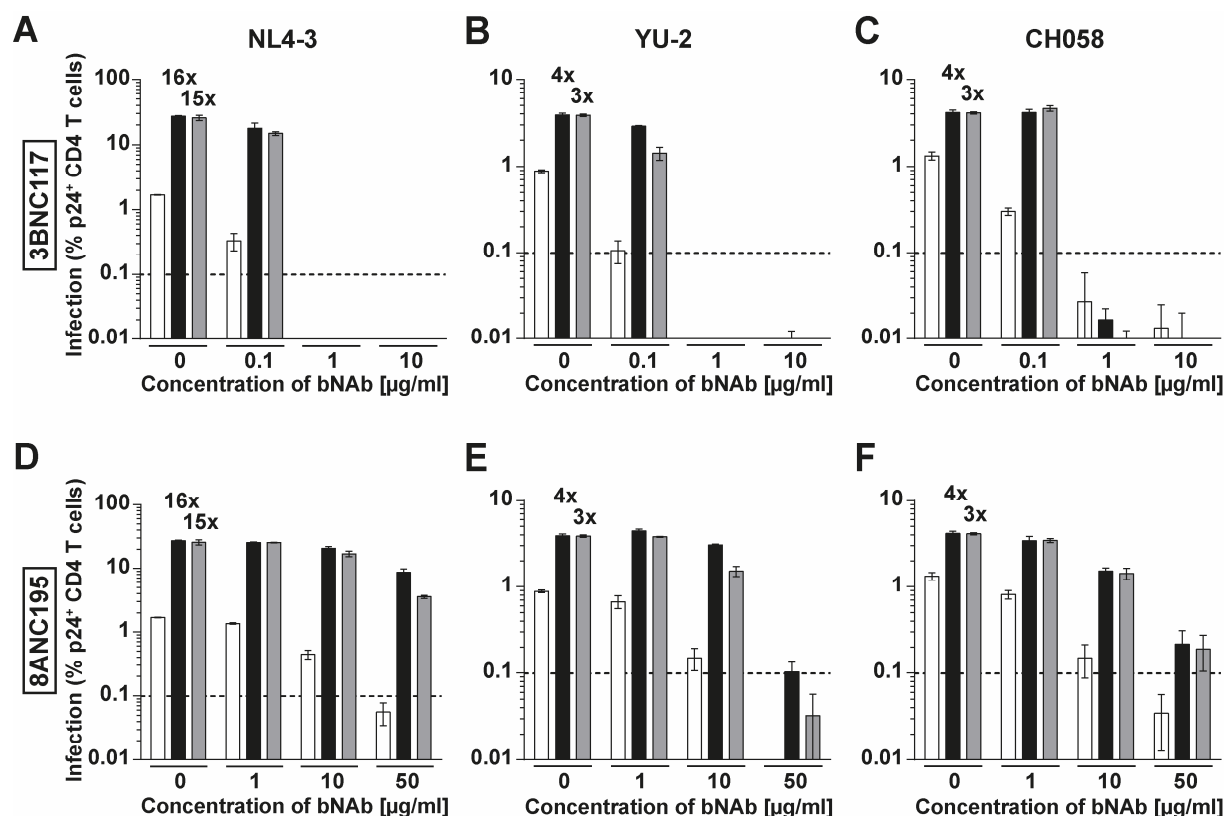 A
NL4-3
B
YU-2
C
CH058
3BNC117
Infection (% p24⁺ CD4 T cells)
100
10
1
0.1
0.01
16x
15x
0
0.1
1
10
Concentration of bNAb [µg/ml]
10
1
0.1
0.01
4x
3x
0
0.1
1
10
Concentration of bNAb [µg/ml]
10
1
0.1
0.01
4x
3x
0
0.1
1
10
Concentration of bNAb [µg/ml]
D
E
F
8ANC195
Infection (% p24⁺ CD4 T cells)
100
10
1
0.1
0.01
16x
15x
0
1
10
50
Concentration of bNAb [µg/ml]
10
1
0.1
0.01
4x
3x
0
1
10
50
Concentration of bNAb [µg/ml]
10
1
0.1
0.01
4x
3x
0
1
10
50
Concentration of bNAb [µg/ml]